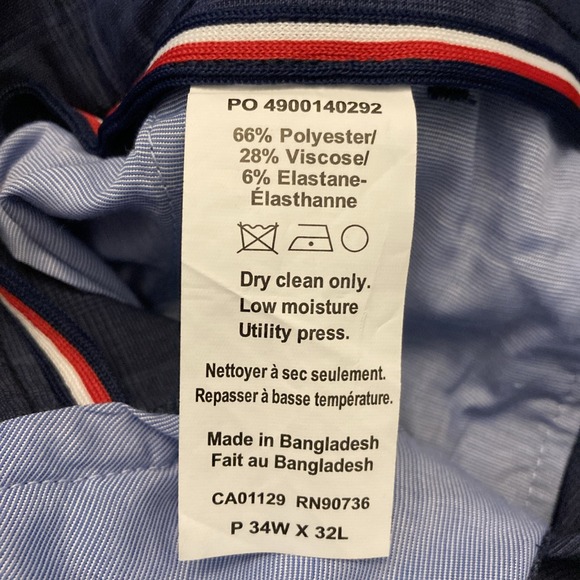 PO 4900140292
66% Polyester/
28% Viscose/
6% Elastane-
Élasthanne
Dry clean only.
Low moisture
Utility press.
Nettoyer à sec seulement.
Repasser à basse température.
Made in Bangladesh
Fait au Bangladesh
CA01129 RN90736
P 34W X 32L